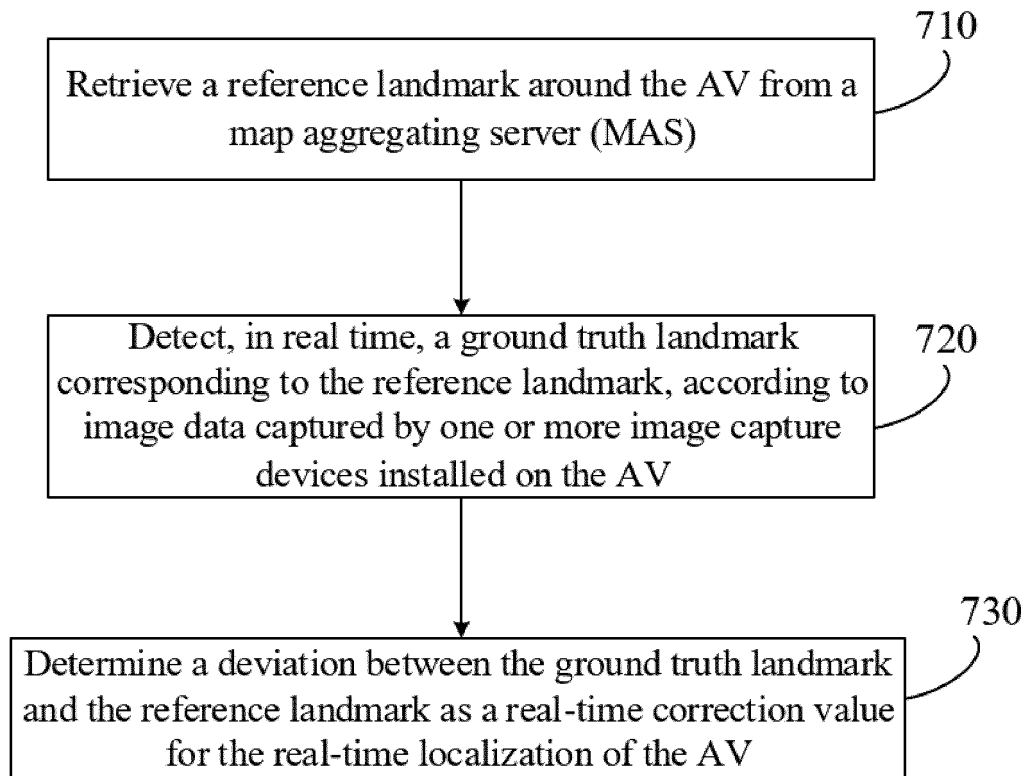 710
Retrieve a reference landmark around the AV from a
map aggregating server (MAS)
720
Detect, in real time, a ground truth landmark
corresponding to the reference landmark, according to
image data captured by one or more image capture
devices installed on the AV
730
Determine a deviation between the ground truth landmark
and the reference landmark as a real-time correction value
for the real-time localization of the AV